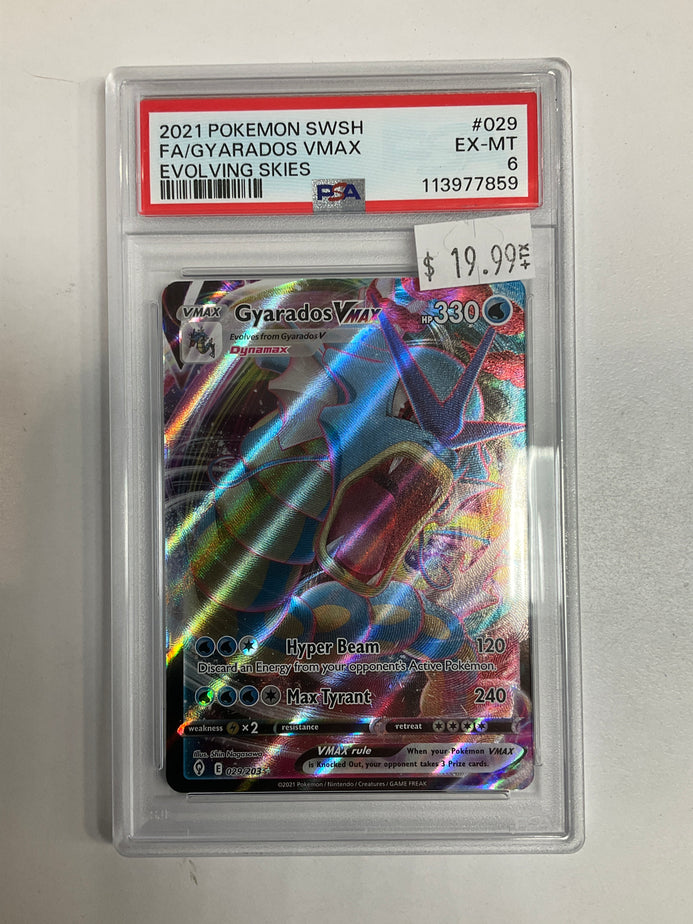 2021 POKEMON SWSH #029
FA/GYARADOS VMAX EX-MT
EVOLVING SKIES 6
PSA 113977859
$ 19.99 +TX
VMAX Gyarados VMAX HP 330
Evolves from Gyarados V
Dynamax
Hyper Beam 120
Discard an Energy from your opponent's Active Pokémon.
Max Tyrant 240
weakness ×2 resistance retreat
Illus. Shin Nagasawa
VMAX rule When your Pokémon VMAX
is Knocked Out, your opponent takes 3 Prize cards.
E 029/203
©2021 Pokémon / Nintendo / Creatures / GAME FREAK